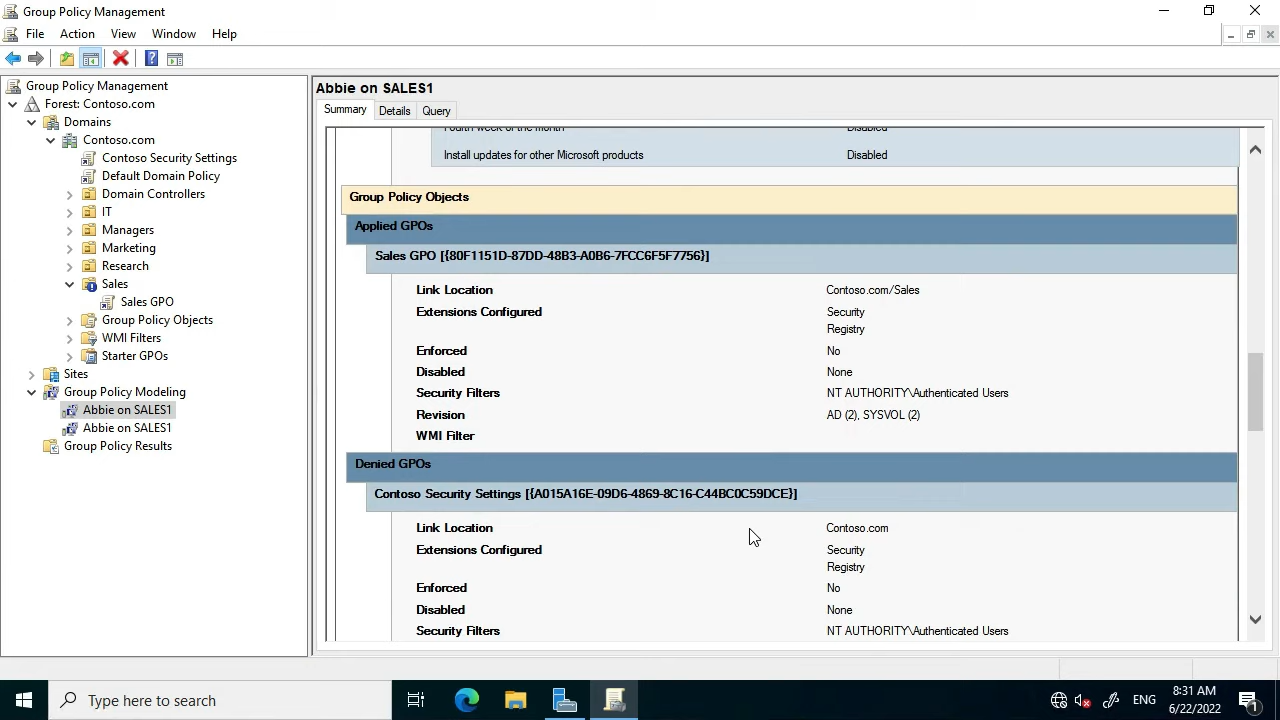 Group Policy Management
File Action View Window Help
Group Policy Management
Forest: Contoso.com
Domains
Contoso.com
Contoso Security Settings
Default Domain Policy
Domain Controllers
IT
Managers
Marketing
Research
Sales
Sales GPO
Group Policy Objects
WMI Filters
Starter GPOs
Sites
Group Policy Modeling
Abbie on SALES1
Abbie on SALES1
Group Policy Results
Abbie on SALES1
Summary Details Query
Fourth week of the month Disabled
Install updates for other Microsoft products Disabled
Group Policy Objects
Applied GPOs
Sales GPO [{80F1151D-87DD-48B3-A0B6-7FCC6F5F7756}]
Link Location Contoso.com/Sales
Extensions Configured Security
Registry
Enforced No
Disabled None
Security Filters NT AUTHORITY\Authenticated Users
Revision AD (2), SYSVOL (2)
WMI Filter
Denied GPOs
Contoso Security Settings [{A015A16E-09D6-4869-8C16-C44BC0C59DCE}]
Link Location Contoso.com
Extensions Configured Security
Registry
Enforced No
Disabled None
Security Filters NT AUTHORITY\Authenticated Users
Type here to search
ENG
8:31 AM
6/22/2022
1